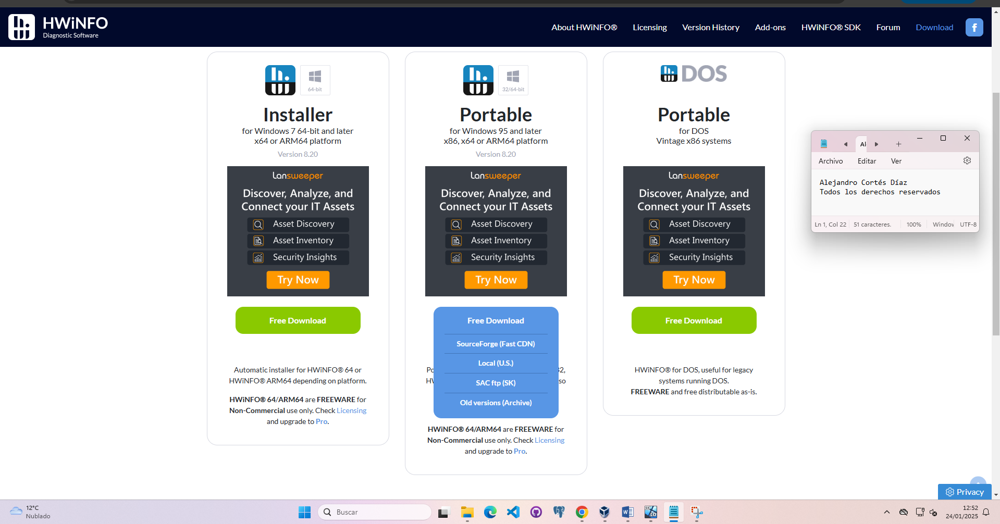 HWiNFO
Diagnostic Software
About HWiNFO® Licensing Version History Add-ons HWiNFO® SDK Forum Download
64-bit
Installer
for Windows 7 64-bit and later
x64 or ARM64 platform
Version 8.20
Lansweeper
Discover, Analyze, and
Connect your IT Assets
Asset Discovery
Asset Inventory
Security Insights
Try Now
Free Download
Automatic installer for HWiNFO® 64 or
HWiNFO® ARM64 depending on platform.
HWiNFO® 64/ARM64 are FREEWARE for
Non-Commercial use only. Check Licensing
and upgrade to Pro.
32/64-bit
Portable
for Windows 95 and later
x86, x64 or ARM64 platform
Version 8.20
Lansweeper
Discover, Analyze, and
Connect your IT Assets
Asset Discovery
Asset Inventory
Security Insights
Try Now
Free Download
SourceForge (Fast CDN)
Local (U.S.)
SAC ftp (SK)
Old versions (Archive)
HWiNFO® 64/ARM64 are FREEWARE for
Non-Commercial use only. Check Licensing
and upgrade to Pro.
DOS
Portable
for DOS
Vintage x86 systems
Lansweeper
Discover, Analyze, and
Connect your IT Assets
Asset Discovery
Asset Inventory
Security Insights
Try Now
Free Download
HWiNFO® for DOS, useful for legacy
systems running DOS.
FREEWARE and free distributable as-is.
Al
Archivo Editar Ver
Alejandro Cortés Díaz
Todos los derechos reservados
Ln 1, Col 22 51 caracteres. 100% Window UTF-8
Privacy
12°C
Nublado
Buscar
12:52
24/01/2025